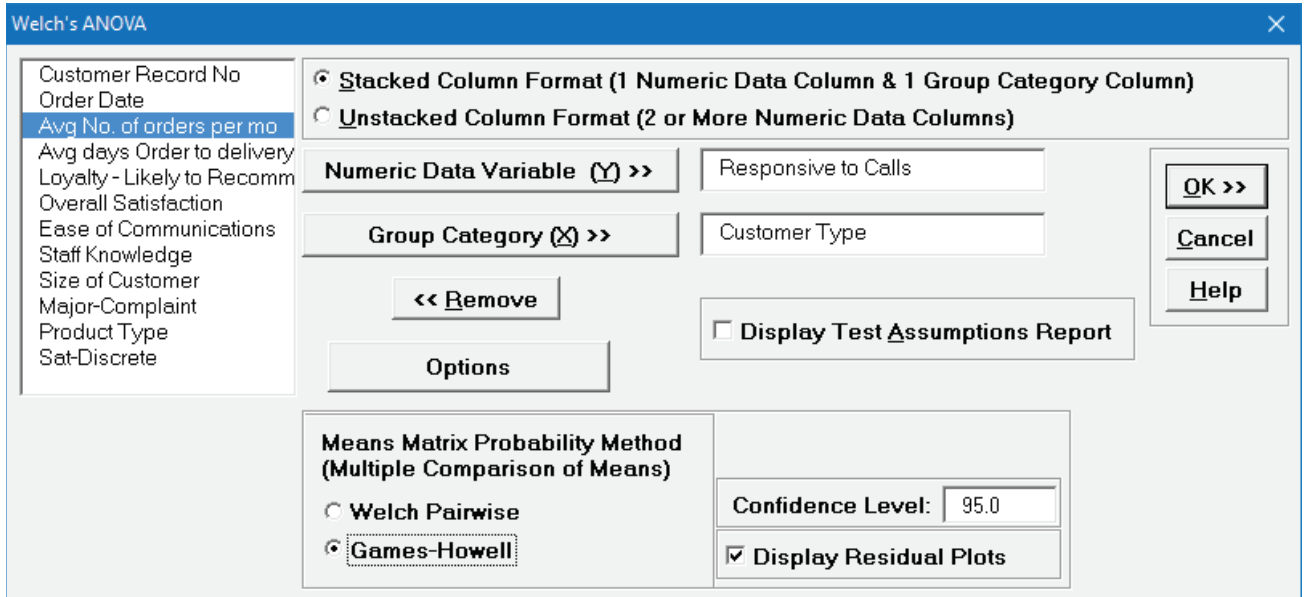 Welch's ANOVA
Customer Record No
Order Date
Avg No. of orders per mo
Avg days Order to delivery
Loyalty - Likely to Recomm
Overall Satisfaction
Ease of Communications
Staff Knowledge
Size of Customer
Major-Complaint
Product Type
Sat-Discrete
Stacked Column Format (1 Numeric Data Column & 1 Group Category Column)
Unstacked Column Format (2 or More Numeric Data Columns)
Numeric Data Variable (Y) >>
Responsive to Calls
Group Category (X) >>
Customer Type
<< Remove
Options
Display Test Assumptions Report
OK >>
Cancel
Help
Means Matrix Probability Method
(Multiple Comparison of Means)
Welch Pairwise
Games-Howell
Confidence Level: 95.0
Display Residual Plots